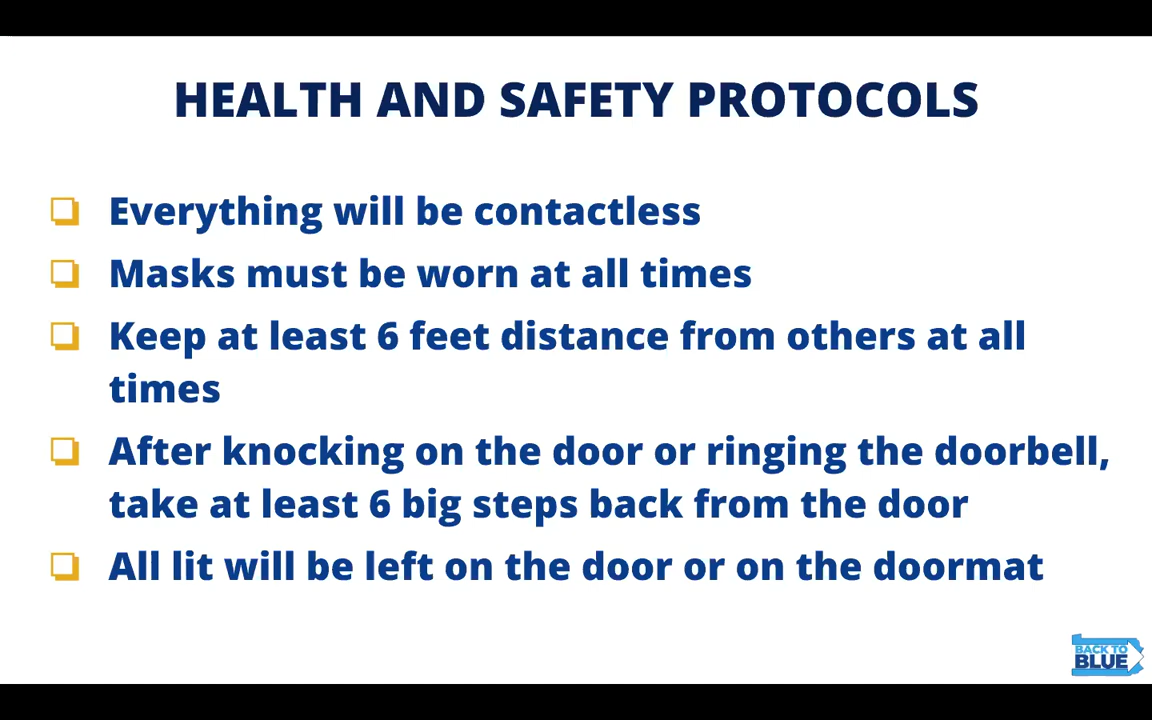 HEALTH AND SAFETY PROTOCOLS
Everything will be contactless
Masks must be worn at all times
Keep at least 6 feet distance from others at all
times
After knocking on the door or ringing the doorbell,
take at least 6 big steps back from the door
All lit will be left on the door or on the doormat
BACK TO
BLUE